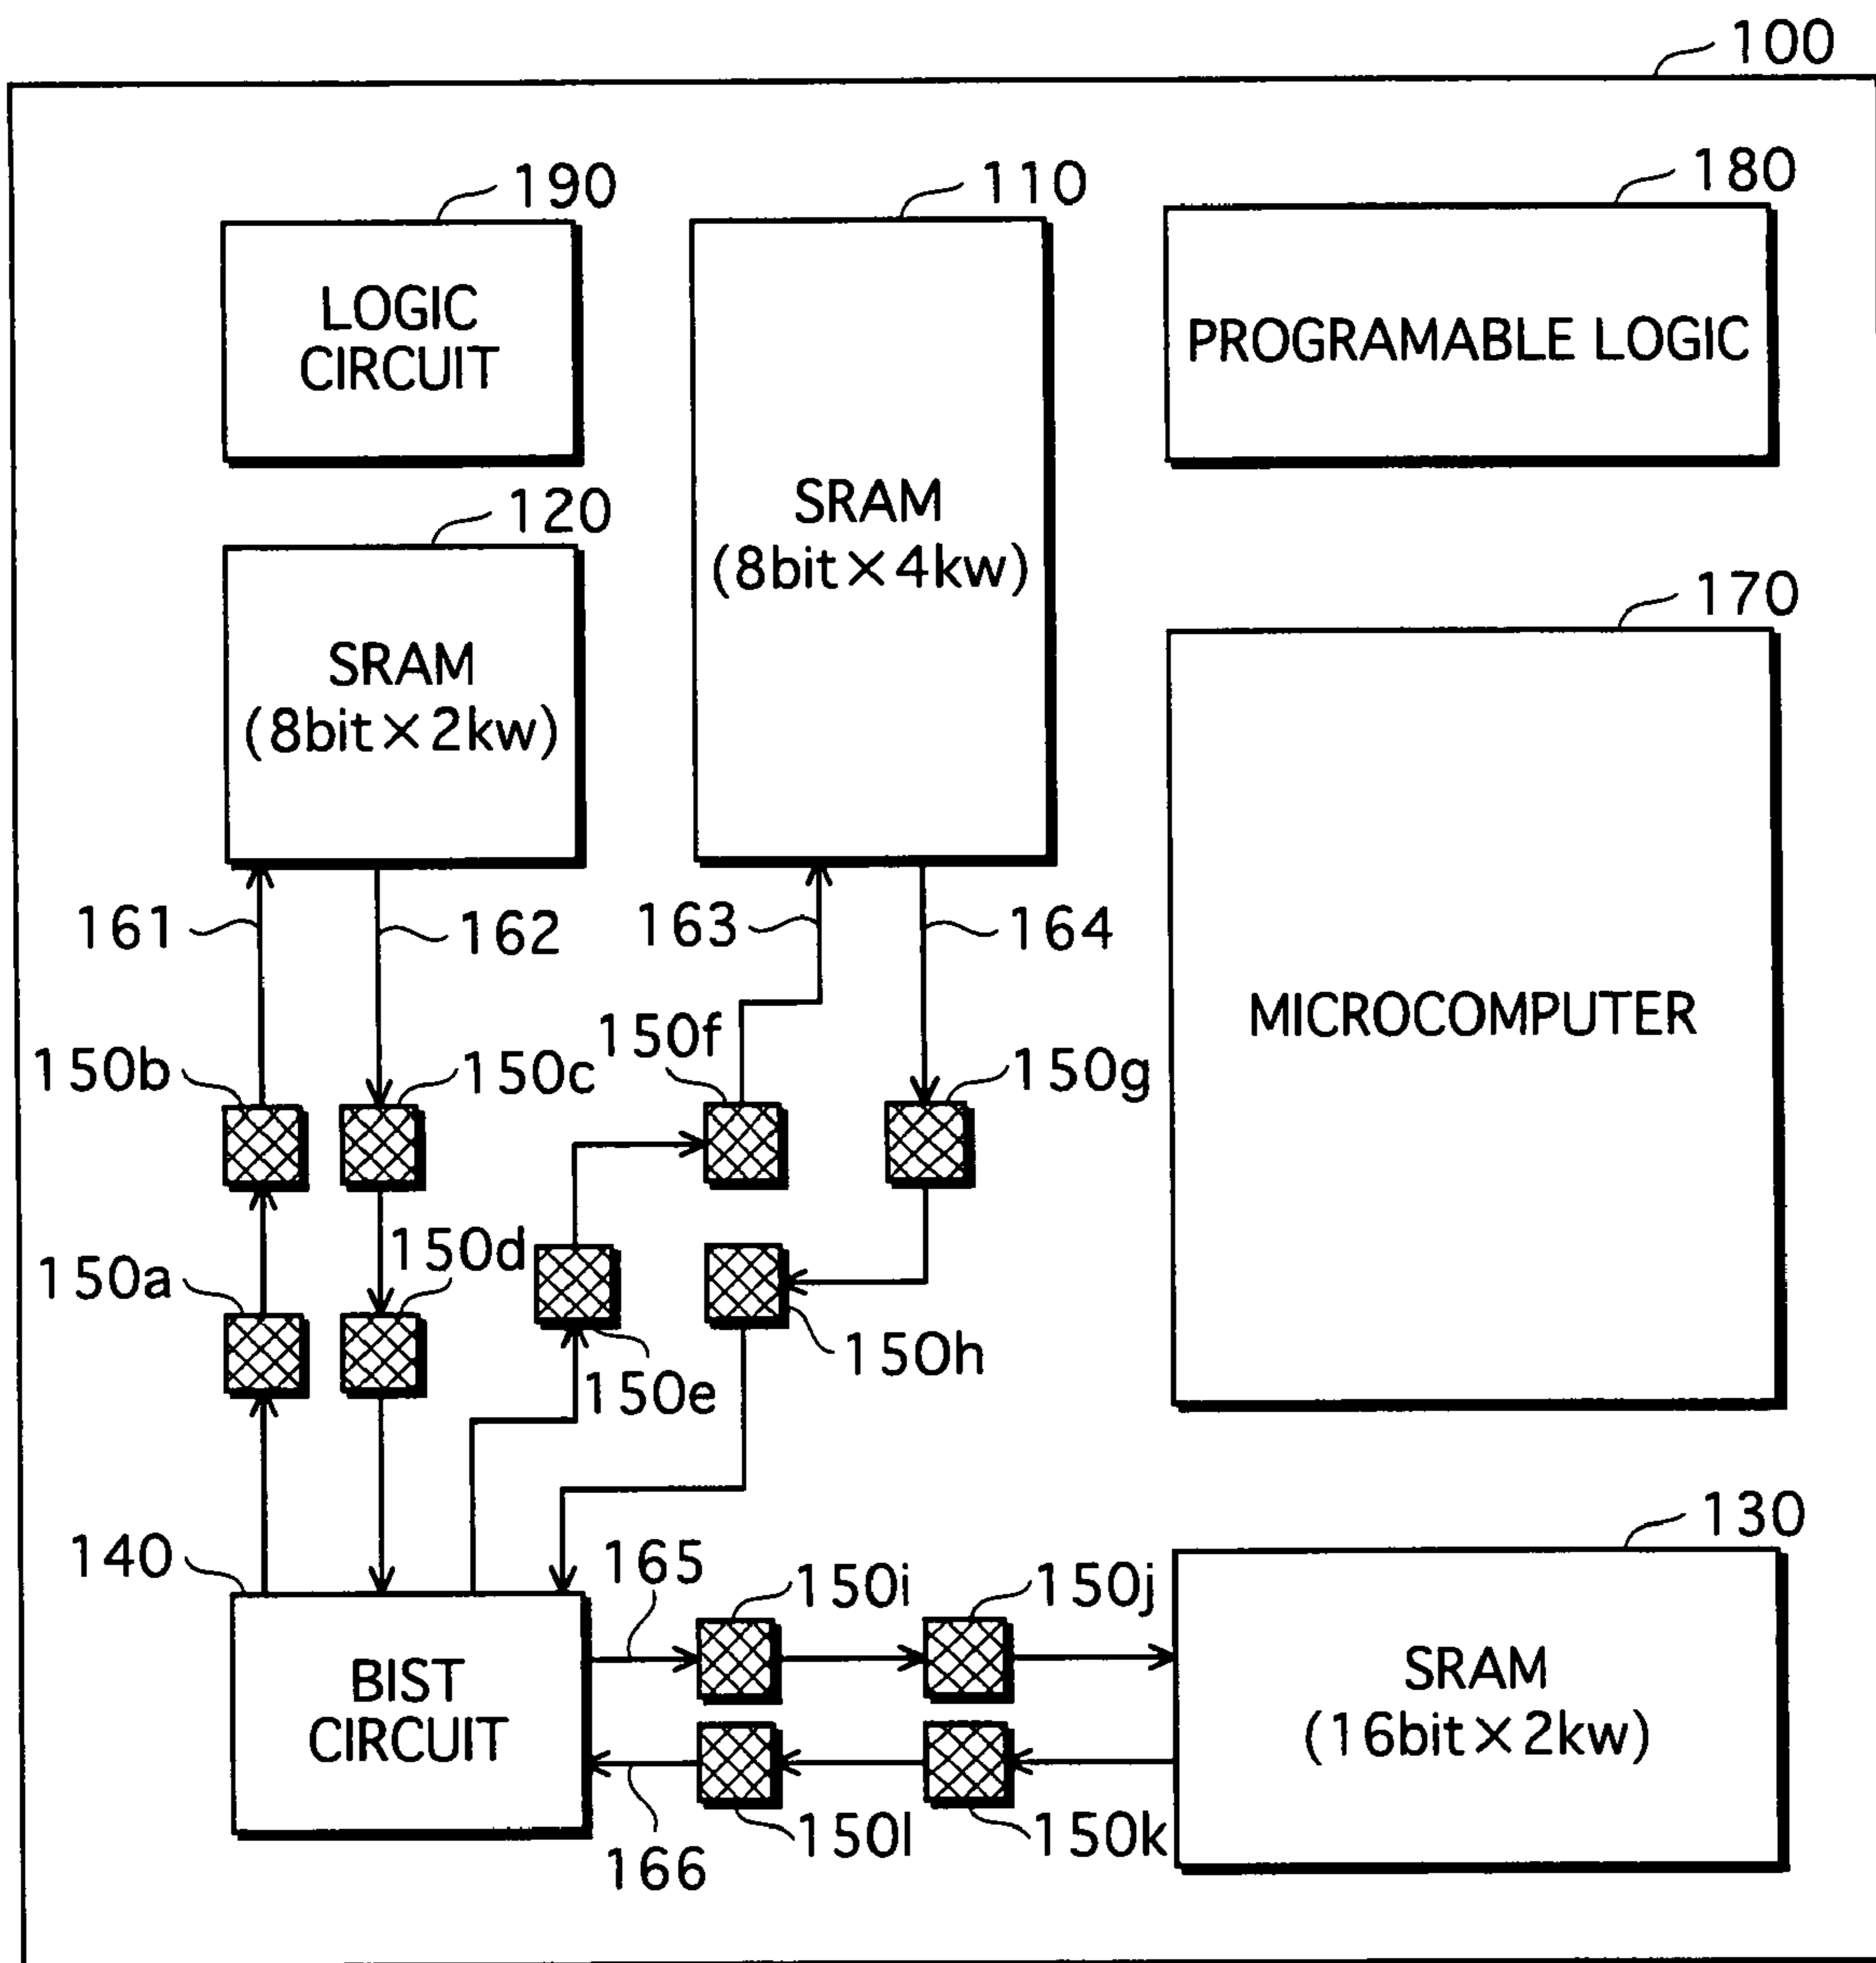 100
190
110
180
LOGIC
CIRCUIT
PROGRAMABLE LOGIC
120
SRAM
(8bit×4kw)
170
SRAM
(8bit×2kw)
161
162
163
164
MICROCOMPUTER
150f
150b
150c
150g
150d
150a
150h
150e
140
165
150i
150j
130
BIST
CIRCUIT
SRAM
(16bit×2kw)
150l
150k
166